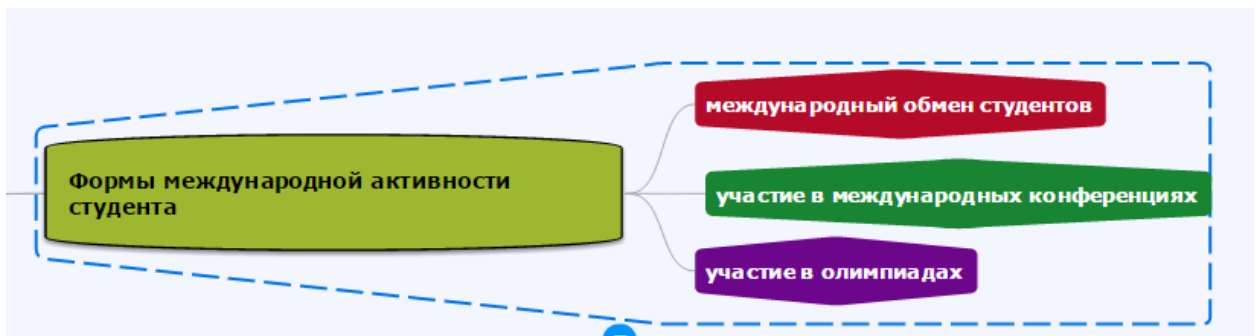 Формы международной активности
студента
международный обмен студентов
участие в международных конференциях
участие в олимпиадах